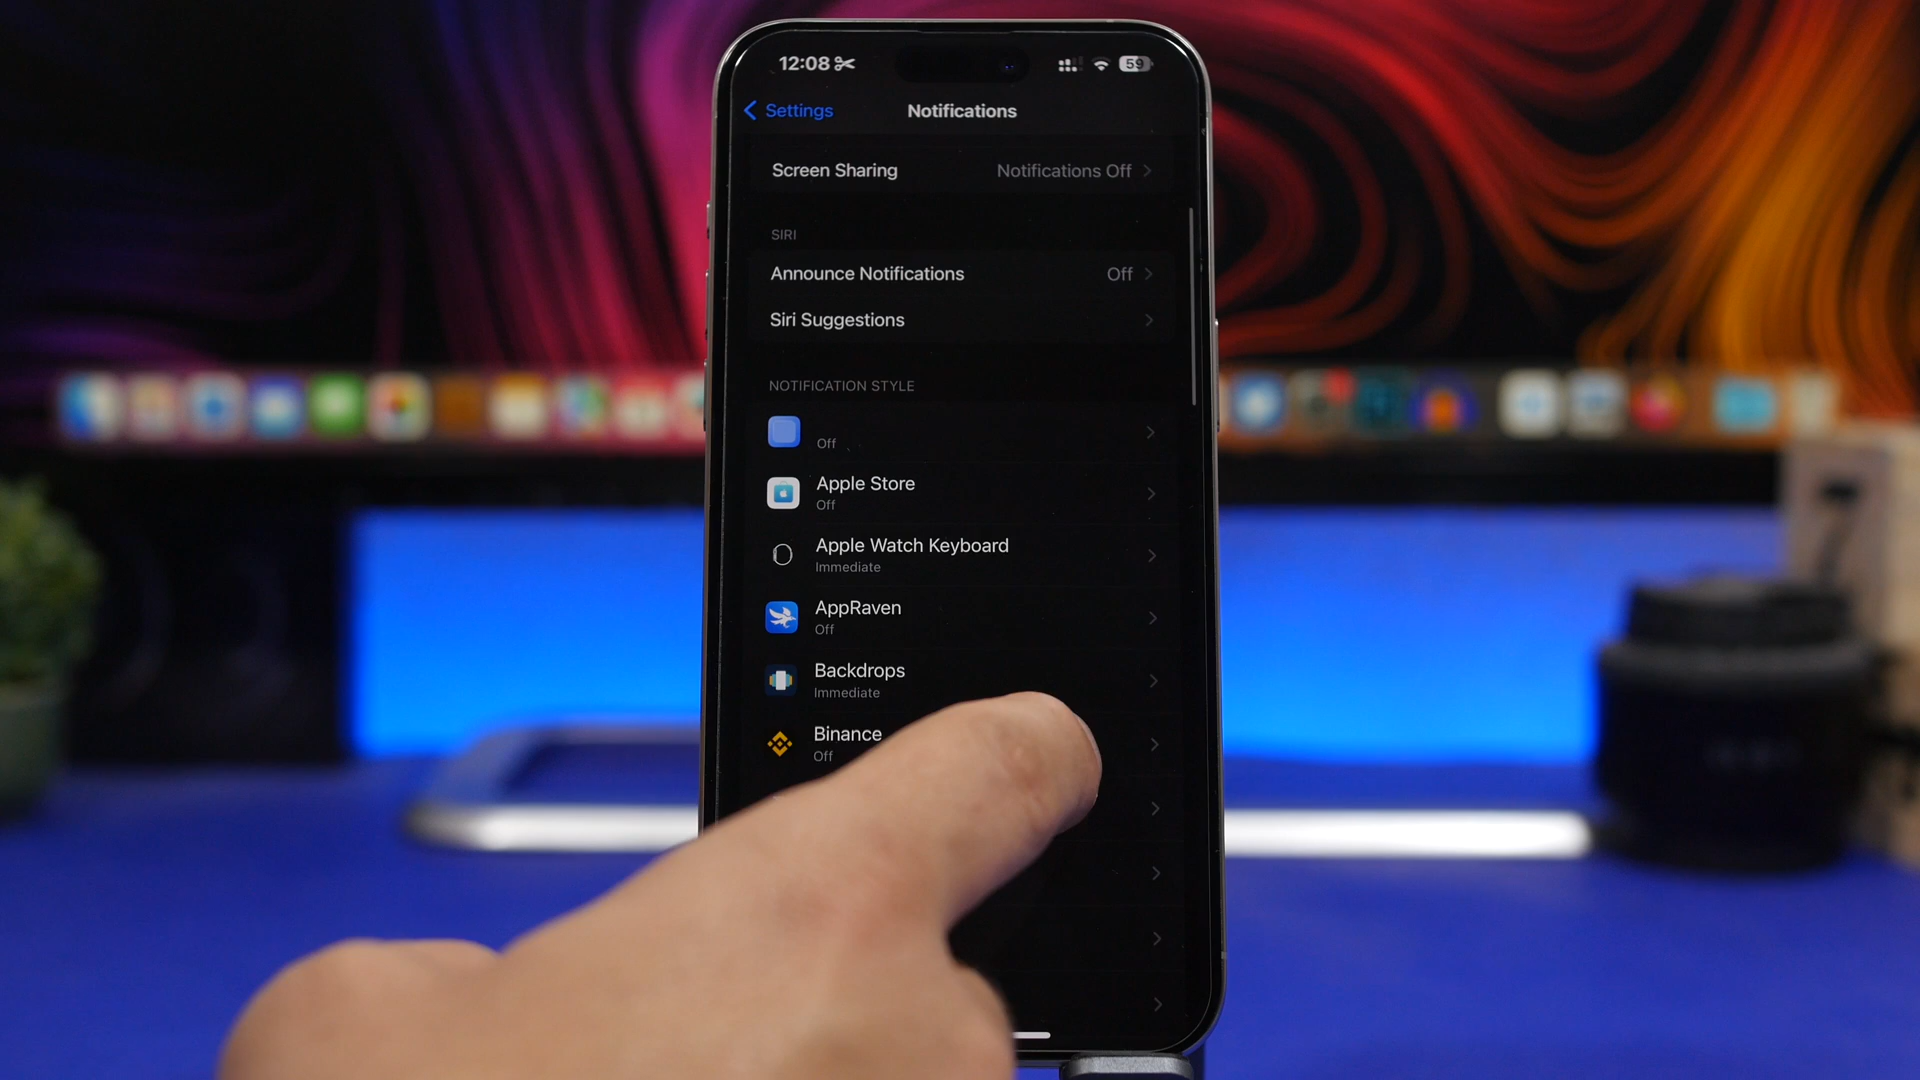 12:08
59
Settings
Notifications
Screen Sharing Notifications Off
SIRI
Announce Notifications Off
Siri Suggestions
NOTIFICATION STYLE
Off
Apple Store
Off
Apple Watch Keyboard
Immediate
AppRaven
Off
Backdrops
Immediate
Binance
Off